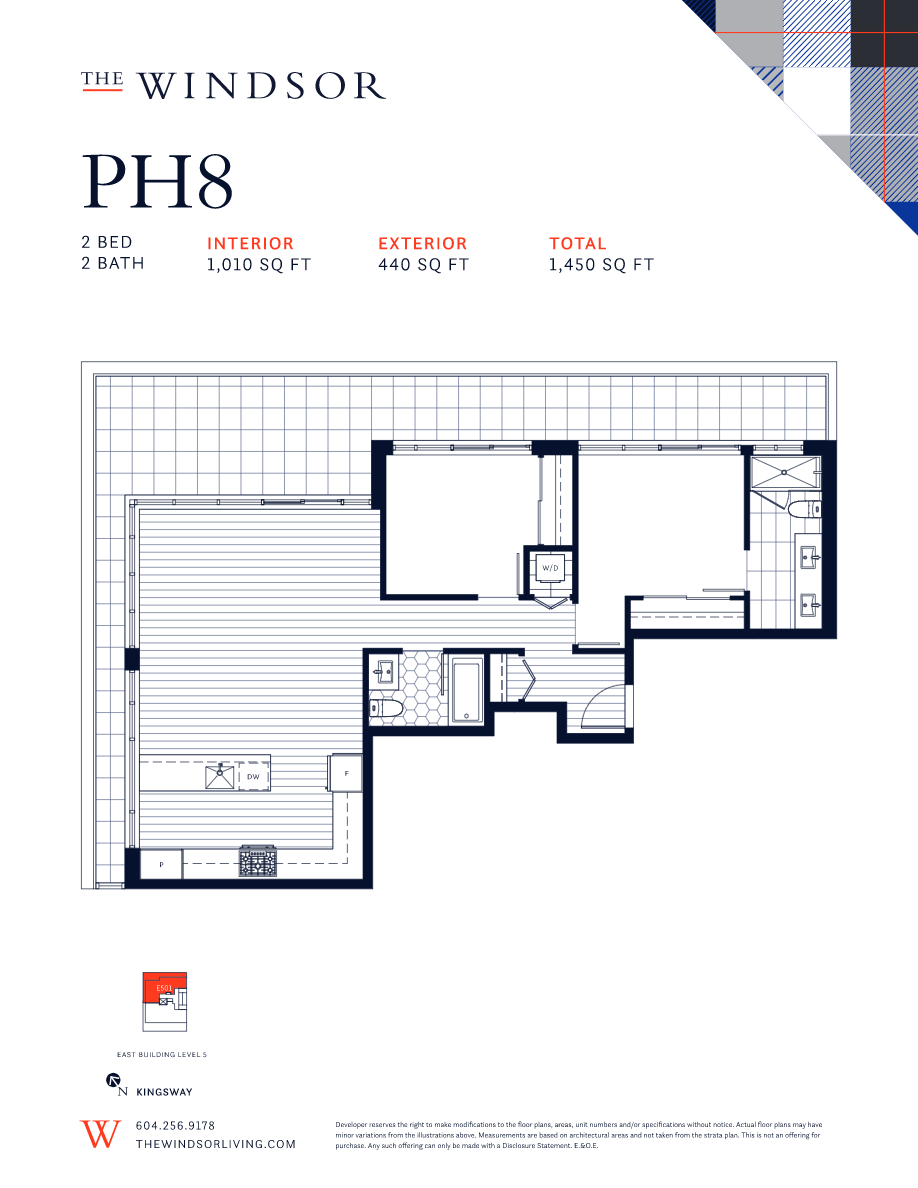 THE WINDSOR
PH8
2 BED
2 BATH
INTERIOR
1,010 SQ FT
EXTERIOR
440 SQ FT
TOTAL
1,450 SQ FT
W/D
DW
F
P
E501
EAST BUILDING LEVEL 5
N KINGSWAY
W
604.256.9178
THEWINDSORLIVING.COM
Developer reserves the right to make modifications to the floor plans, areas, unit numbers and/or specifications without notice. Actual floor plans may have
minor variations from the illustrations above. Measurements are based on architectural areas and not taken from the strata plan. This is not an offering for
purchase. Any such offering can only be made with a Disclosure Statement. E.&O.E.